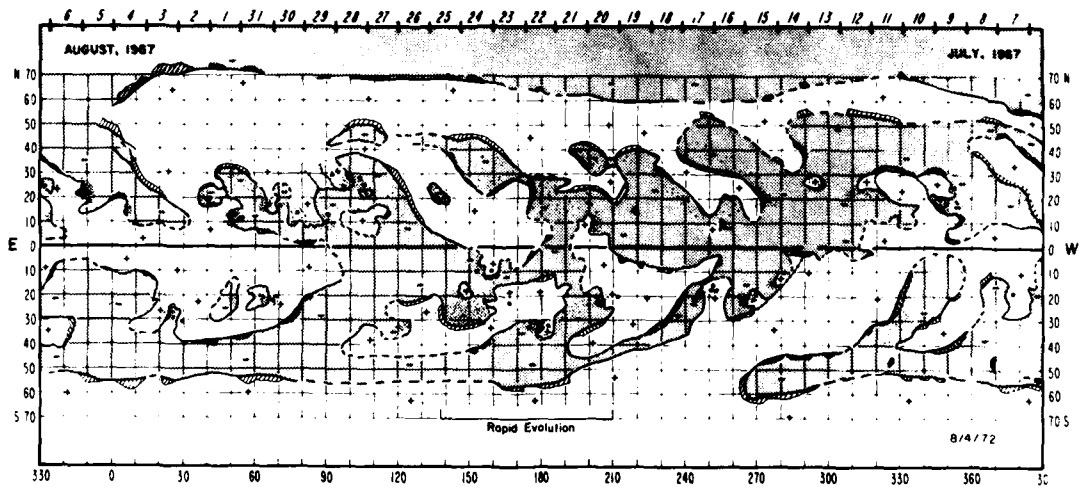 6 5 4 3 2 1 31 30 29 28 27 26 25 24 23 22 21 20 19 18 17 16 15 14 13 12 11 10 9 8 7
AUGUST, 1967 JULY, 1967
N 70 70 N
60 60
50 50
40 40
30 30
20 20
10 10
E 0 0 W
10 10
20 20
30 30
40 40
50 50
60 60
S 70 70 S
Rapid Evolution
8/4/72
330 0 30 60 90 120 150 180 210 240 270 300 330 0